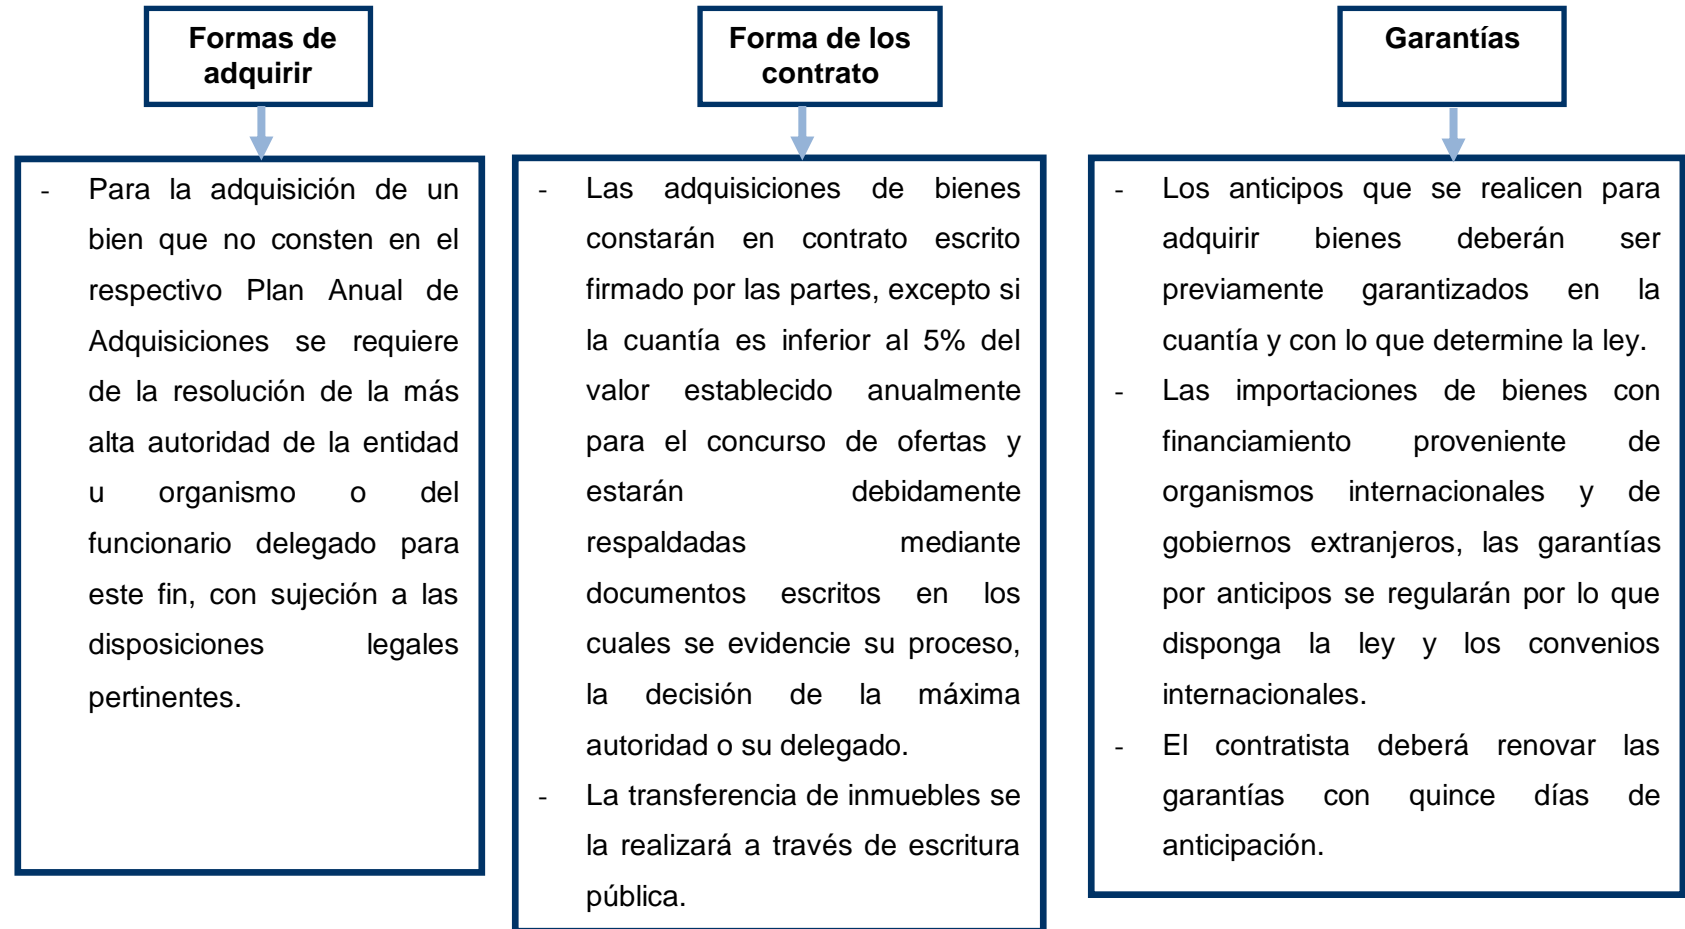 Formas de
adquirir
- Para la adquisición de un
bien que no consten en el
respectivo Plan Anual de
Adquisiciones se requiere
de la resolución de la más
alta autoridad de la entidad
u organismo o del
funcionario delegado para
este fin, con sujeción a las
disposiciones legales
pertinentes.
Forma de los
contrato
- Las adquisiciones de bienes
constarán en contrato escrito
firmado por las partes, excepto si
la cuantía es inferior al 5% del
valor establecido anualmente
para el concurso de ofertas y
estarán debidamente
respaldadas mediante
documentos escritos en los
cuales se evidencie su proceso,
la decisión de la máxima
autoridad o su delegado.
- La transferencia de inmuebles se
la realizará a través de escritura
pública.
Garantías
- Los anticipos que se realicen para
adquirir bienes deberán ser
previamente garantizados en la
cuantía y con lo que determine la ley.
- Las importaciones de bienes con
financiamiento proveniente de
organismos internacionales y de
gobiernos extranjeros, las garantías
por anticipos se regularán por lo que
disponga la ley y los convenios
internacionales.
- El contratista deberá renovar las
garantías con quince días de
anticipación.